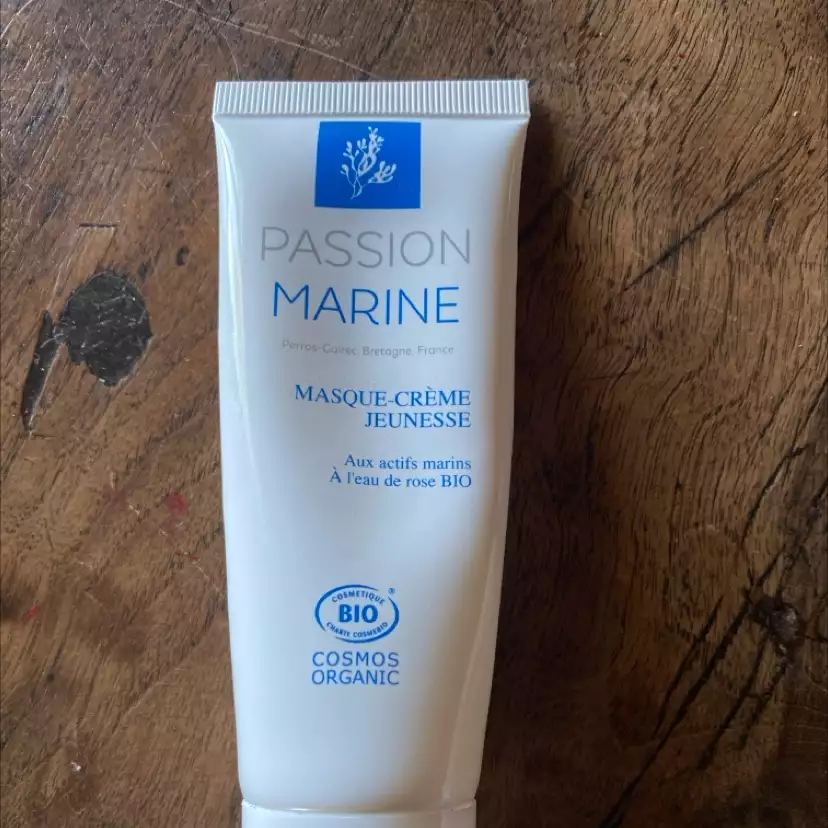 PASSION
MARINE
Perros-Guirec, Bretagne, France
MASQUE-CRÈME
JEUNESSE
Aux actifs marins
À l'eau de rose BIO
COSMETIQUE
BIO
®
CHARTE COSMEBIO
COSMOS
ORGANIC